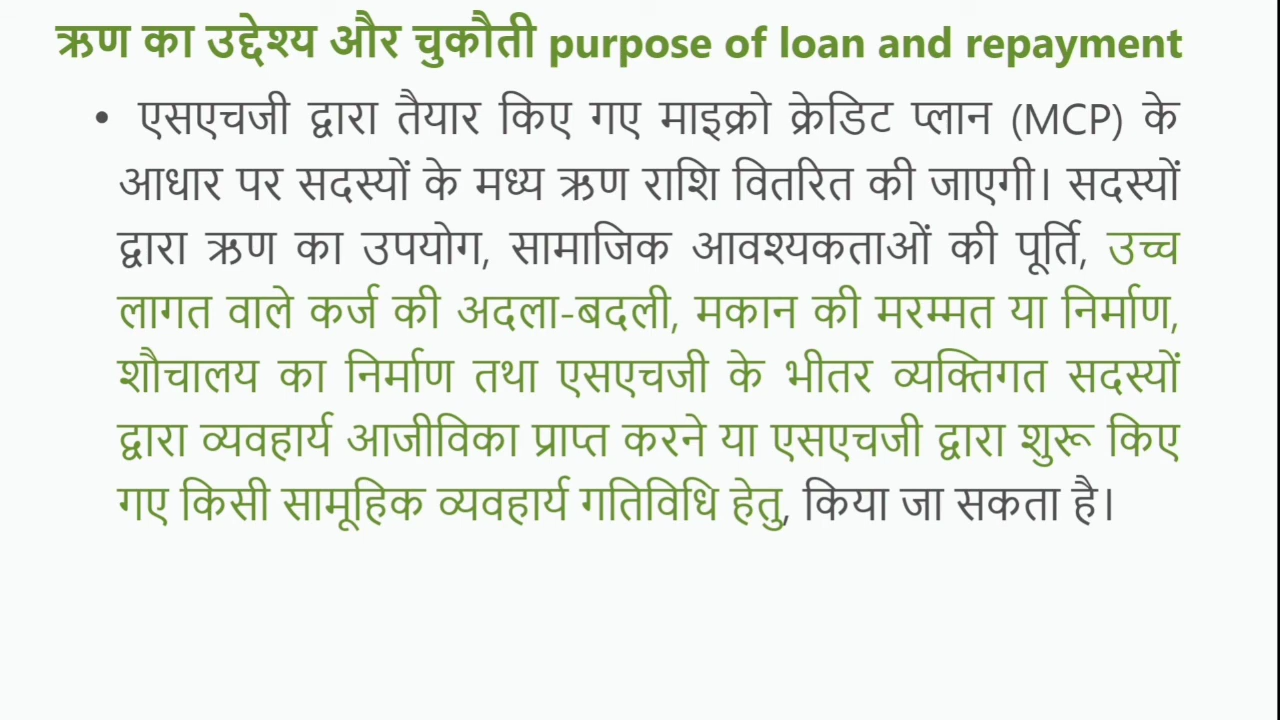 ऋण का उद्देश्य और चुकौती purpose of loan and repayment
• एसएचजी द्वारा तैयार किए गए माइक्रो क्रेडिट प्लान (MCP) के
आधार पर सदस्यों के मध्य ऋण राशि वितरित की जाएगी। सदस्यों
द्वारा ऋण का उपयोग, सामाजिक आवश्यकताओं की पूर्ति, उच्च
लागत वाले कर्ज की अदला-बदली, मकान की मरम्मत या निर्माण,
शौचालय का निर्माण तथा एसएचजी के भीतर व्यक्तिगत सदस्यों
द्वारा व्यवहार्य आजीविका प्राप्त करने या एसएचजी द्वारा शुरू किए
गए किसी सामूहिक व्यवहार्य गतिविधि हेतु, किया जा सकता है।